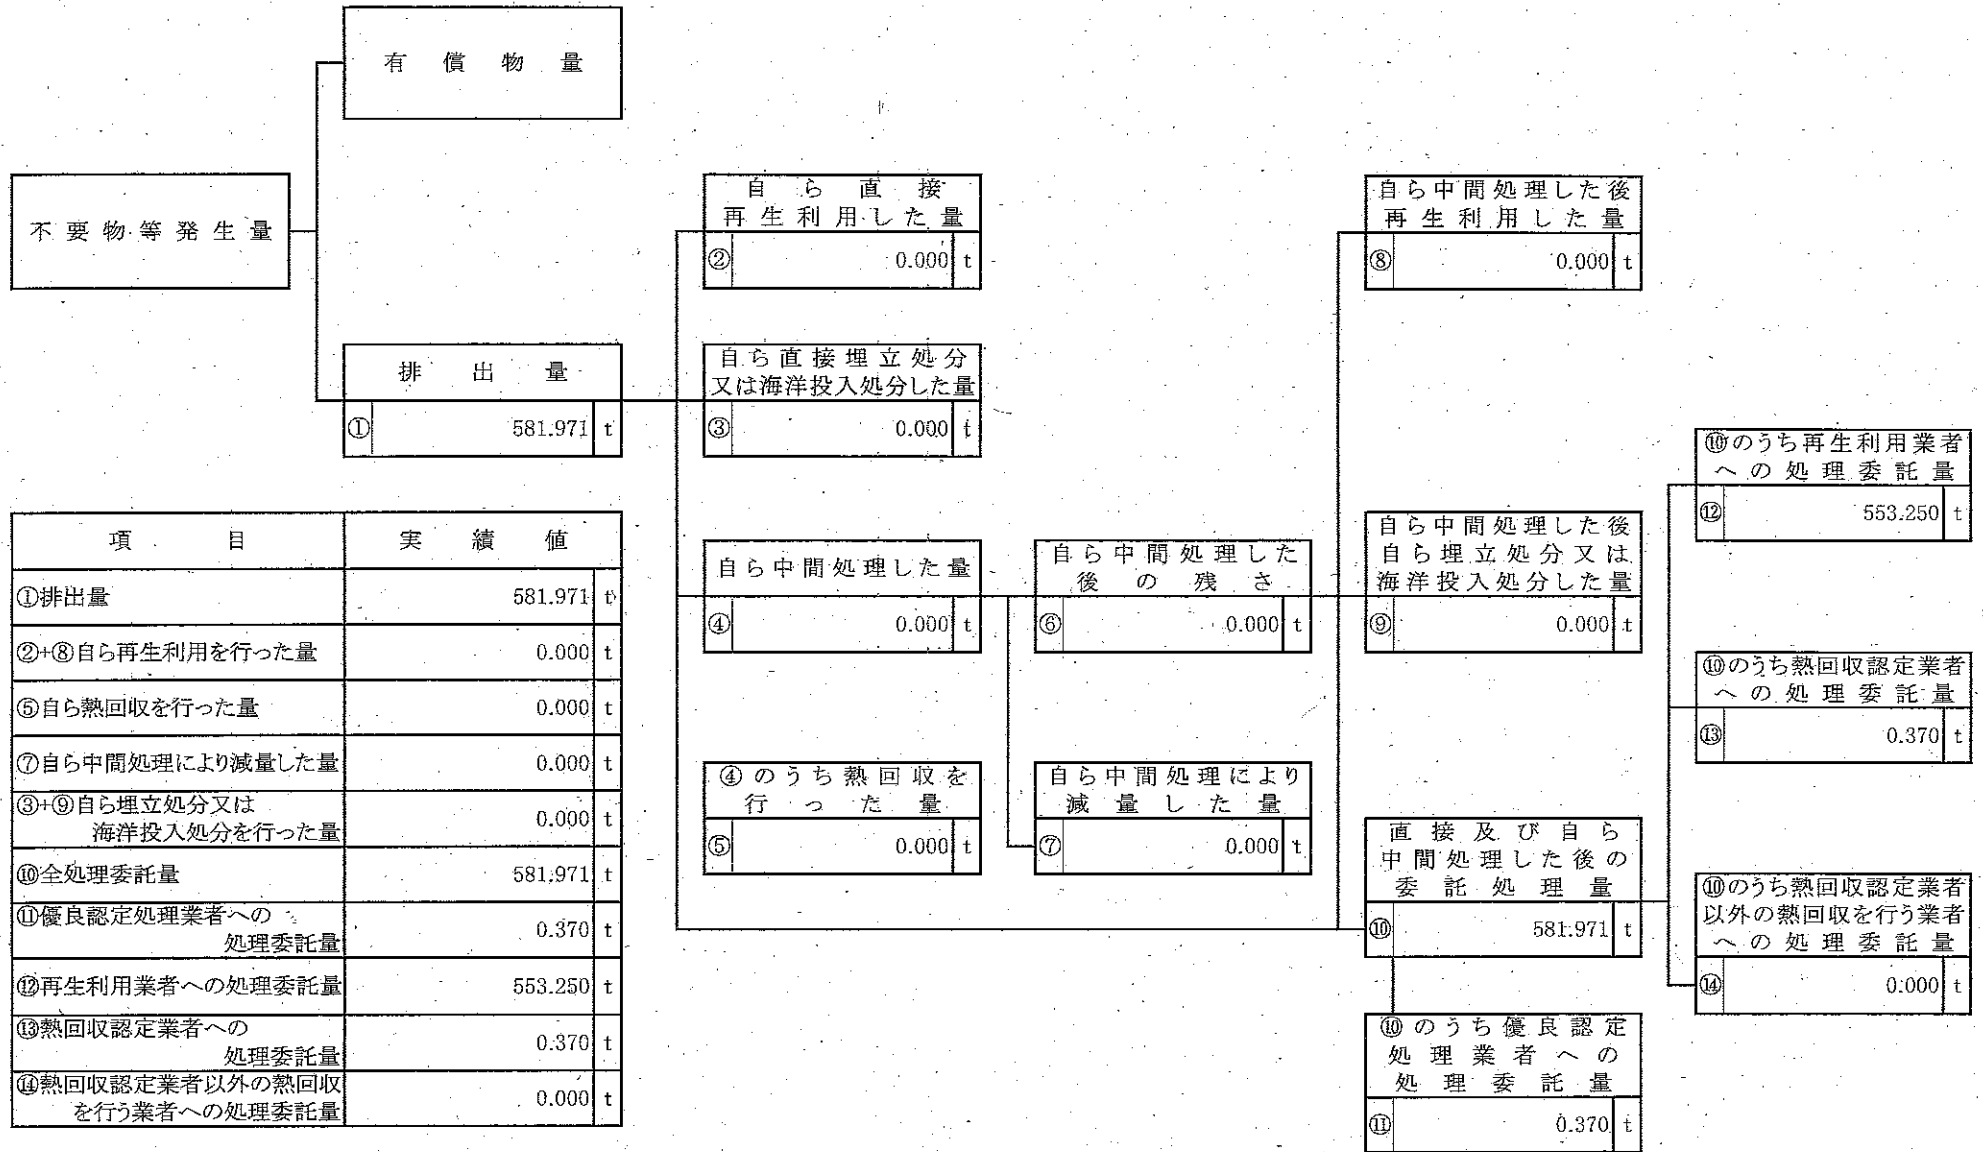 有償物量
不要物等発生量
排出量
① 581.971 t
自ら直接
再生利用した量
② 0.000 t
自ら直接埋立処分
又は海洋投入処分した量
③ 0.000 t
自ら中間処理した量
④ 0.000 t
④のうち熱回収を
行った量
⑤ 0.000 t
自ら中間処理した
後の残さ
⑥ 0.000 t
自ら中間処理により
減量した量
⑦ 0.000 t
自ら中間処理した後
再生利用した量
⑧ 0.000 t
自ら中間処理した後
自ら埋立処分又は
海洋投入処分した量
⑨ 0.000 t
直接及び自ら
中間処理した後の
委託処理量
⑩ 581.971 t
⑩のうち優良認定
処理業者への
処理委託量
⑪ 0.370 t
⑩のうち再生利用業者
への処理委託量
⑫ 553.250 t
⑩のうち熱回収認定業者
への処理委託量
⑬ 0.370 t
⑩のうち熱回収認定業者
以外の熱回収を行う業者
への処理委託量
⑭ 0.000 t
項目 実績値
①排出量 581.971 t
②+⑧自ら再生利用を行った量 0.000 t
⑤自ら熱回収を行った量 0.000 t
⑦自ら中間処理により減量した量 0.000 t
③+⑨自ら埋立処分又は
海洋投入処分を行った量 0.000 t
⑩全処理委託量 581.971 t
⑪優良認定処理業者への
処理委託量 0.370 t
⑫再生利用業者への処理委託量 553.250 t
⑬熱回収認定業者への
処理委託量 0.370 t
⑭熱回収認定業者以外の熱回収
を行う業者への処理委託量 0.000 t